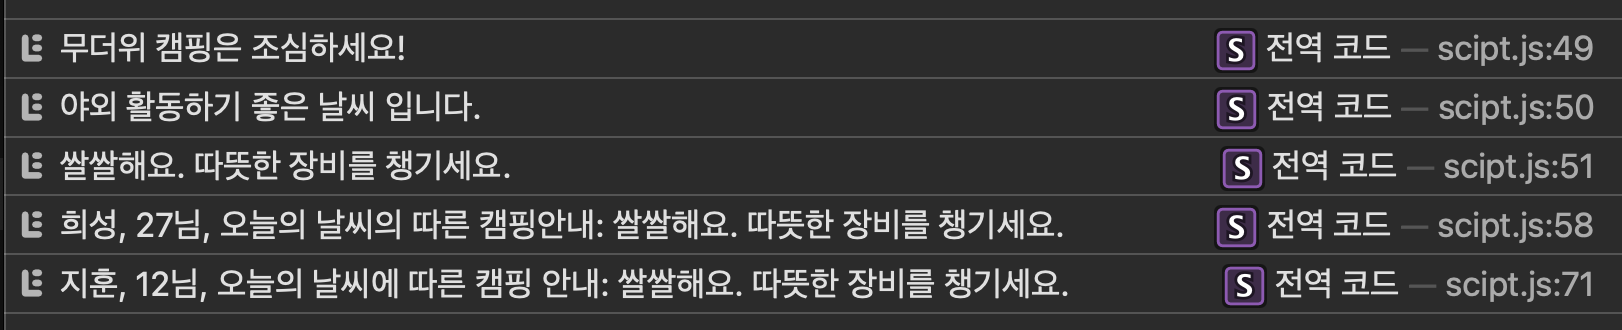 무더위 캠핑은 조심하세요! S 전역 코드 — scipt.js:49
야외 활동하기 좋은 날씨 입니다. S 전역 코드 — scipt.js:50
쌀쌀해요. 따뜻한 장비를 챙기세요. S 전역 코드 — scipt.js:51
희성, 27님, 오늘의 날씨의 따른 캠핑안내: 쌀쌀해요. 따뜻한 장비를 챙기세요. S 전역 코드 — scipt.js:58
지훈, 12님, 오늘의 날씨에 따른 캠핑 안내: 쌀쌀해요. 따뜻한 장비를 챙기세요. S 전역 코드 — scipt.js:71